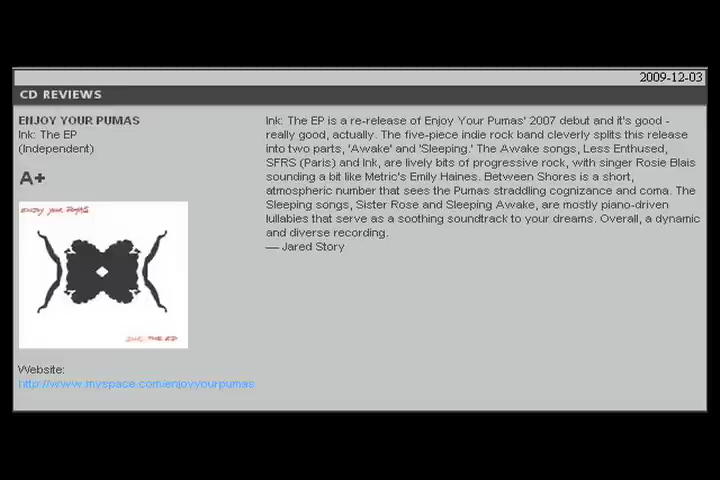 2009-12-03
CD REVIEWS
ENJOY YOUR PUMAS
Ink: The EP
(Independent)
A+
ENJOY YOUR PUMAS
INK: THE EP
Website:
http://www.myspace.com/enjoyyourpumas
Ink: The EP is a re-release of Enjoy Your Pumas' 2007 debut and it's good -
really good, actually. The five-piece indie rock band cleverly splits this release
into two parts, 'Awake' and 'Sleeping.' The Awake songs, Less Enthused,
SFRS (Paris) and Ink, are lively bits of progressive rock, with singer Rosie Blais
sounding a bit like Metric's Emily Haines. Between Shores is a short,
atmospheric number that sees the Pumas straddling cognizance and coma. The
Sleeping songs, Sister Rose and Sleeping Awake, are mostly piano-driven
lullabies that serve as a soothing soundtrack to your dreams. Overall, a dynamic
and diverse recording.
— Jared Story